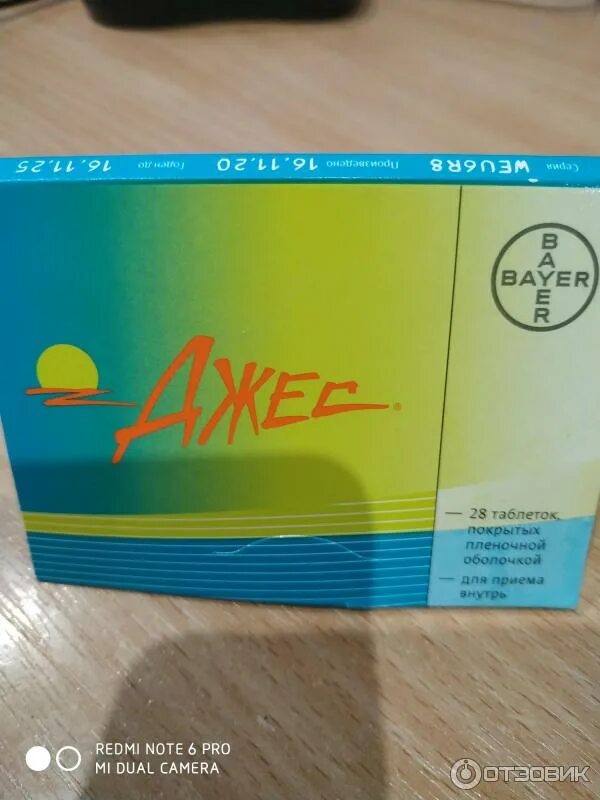 Серия WEU6R8 Произведено 16.11.20 Годен до 16.11.25
BAYER
BAYER
ДЖЕС®
— 28 таблеток,
покрытых
пленочной
оболочкой
— для приема
внутрь
REDMI NOTE 6 PRO
MI DUAL CAMERA
ОТЗОВИК